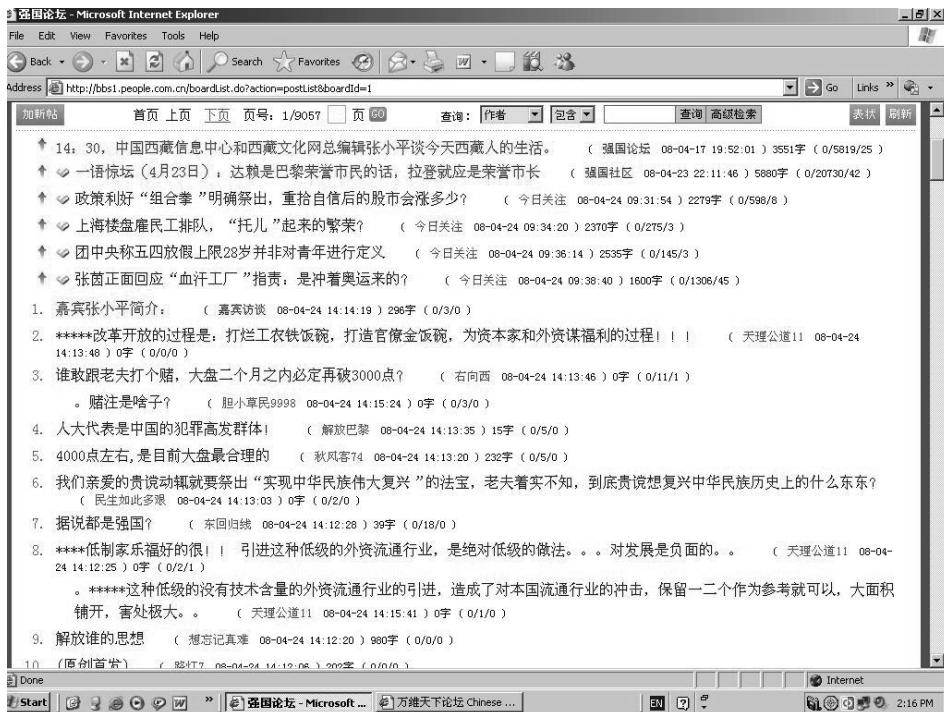 强国论坛 - Microsoft Internet Explorer
File Edit View Favorites Tools Help
Back Search Favorites
Address http://bbs1.people.com.cn/boardList.do?action=postList&boardId=1 Go Links »
加新帖 首页 上页 下页 页号：1/9057 页 GO 查询：作者 包含 查询 高级检索 表状 刷新
14：30，中国西藏信息中心和西藏文化网总编辑张小平谈今天西藏人的生活。 （ 强国论坛 08-04-17 19:52:01 ）3551字（ 0/5819/25 ）
一语惊坛（4月23日）：达赖是巴黎荣誉市民的话，拉登就应是荣誉市长 （ 强国社区 08-04-23 22:11:46 ）5880字（ 0/20730/42 ）
政策利好“组合拳”明确祭出，重拾自信后的股市会涨多少？ （ 今日关注 08-04-24 09:31:54 ）2279字（ 0/598/8 ）
上海楼盘雇民工排队，“托儿”起来的繁荣？ （ 今日关注 08-04-24 09:34:20 ）2370字（ 0/275/3 ）
团中央称五四放假上限28岁并非对青年进行定义 （ 今日关注 08-04-24 09:36:14 ）2535字（ 0/145/3 ）
张茵正面回应“血汗工厂”指责：是冲着奥运来的？ （ 今日关注 08-04-24 09:38:40 ）1600字（ 0/1306/45 ）
1. 嘉宾张小平简介： （ 嘉宾访谈 08-04-24 14:14:19 ）296字（ 0/3/0 ）
2. *****改革开放的过程是：打烂工农铁饭碗，打造官僚金饭碗，为资本家和外资谋福利的过程！！！ （ 天理公道11 08-04-24
14:13:48 ）0字（ 0/0/0 ）
3. 谁敢跟老夫打个赌，大盘二个月之内必定再破3000点？ （ 右向西 08-04-24 14:13:46 ）0字（ 0/11/1 ）
。赌注是啥子？ （ 胆小草民9998 08-04-24 14:15:24 ）0字（ 0/3/0 ）
4. 人大代表是中国的犯罪高发群体！ （ 解放巴黎 08-04-24 14:13:35 ）15字（ 0/5/0 ）
5. 4000点左右,是目前大盘最合理的 （ 秋风客74 08-04-24 14:13:20 ）232字（ 0/5/0 ）
6. 我们亲爱的贵谠动辄就要祭出“实现中华民族伟大复兴”的法宝，老夫着实不知，到底贵谠想复兴中华民族历史上的什么东东？
（ 民生如此多艰 08-04-24 14:13:03 ）0字（ 0/2/0 ）
7. 据说都是强国？ （ 东回归线 08-04-24 14:12:28 ）39字（ 0/18/0 ）
8. ****低制家乐福好的很！！ 引进这种低级的外资流通行业，是绝对低级的做法。。。对发展是负面的。。 （ 天理公道11 08-04-
24 14:12:25 ）0字（ 0/2/1 ）
。*****这种低级的没有技术含量的外资流通行业的引进，造成了对本国流通行业的冲击，保留一二个作为参考就可以，大面积
铺开，害处极大。。 （ 天理公道11 08-04-24 14:15:41 ）0字（ 0/1/0 ）
9. 解放谁的思想 （ 想忘记真难 08-04-24 14:12:20 ）980字（ 0/0/0 ）
10. （原创首发） （ 路灯7 08-04-24 14:12:06 ）202字（ 0/0/0 ）
Done Internet
Start » 强国论坛 - Microsoft ... 万维天下论坛 Chinese ... EN 2:16 PM